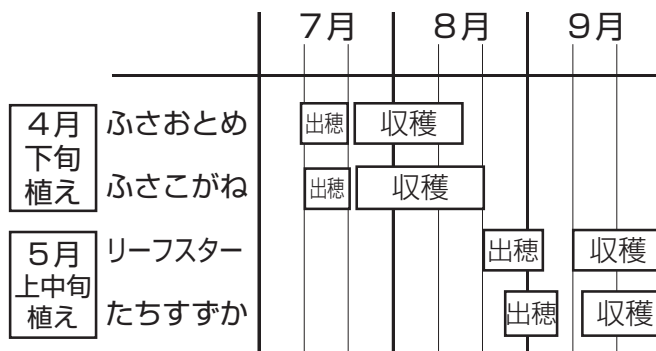 7月 8月 9月
4月
下旬
植え
ふさおとめ 出穂 収穫
ふさこがね 出穂 収穫
5月
上中旬
植え
リーフスター 出穂 収穫
たちすずか 出穂 収穫